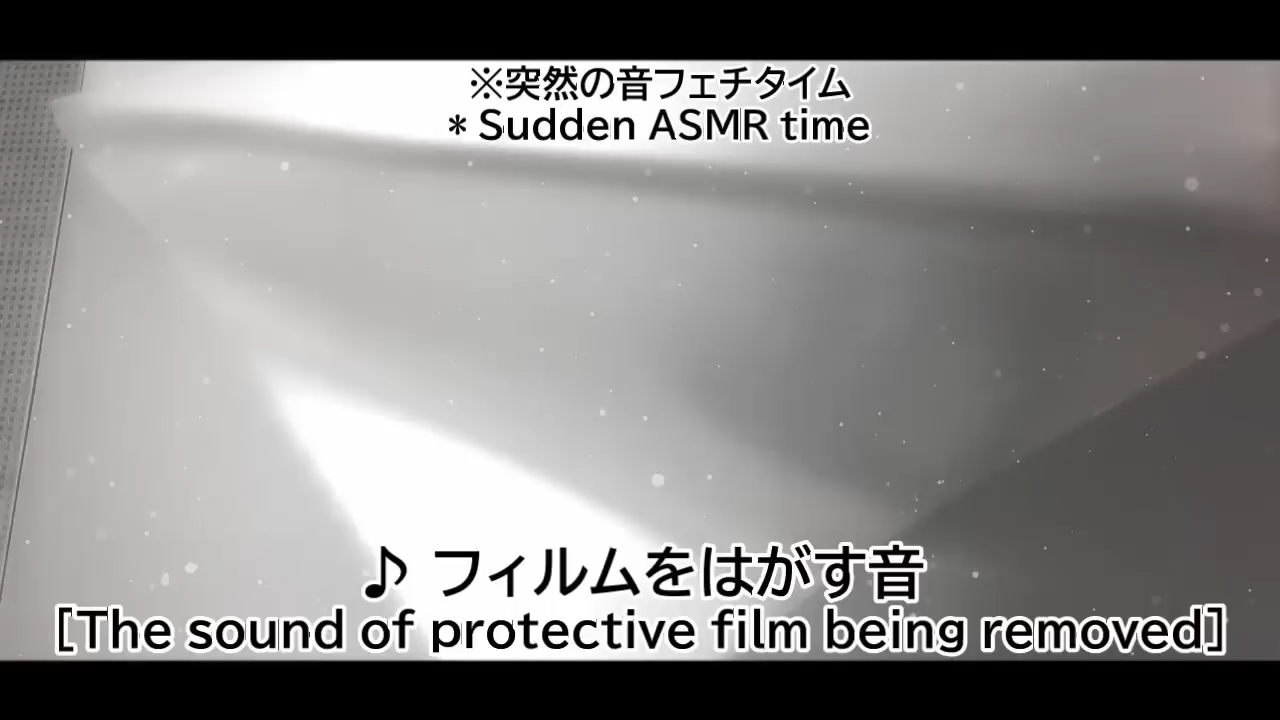 ※突然の音フェチタイム
* Sudden ASMR time
♪ フィルムをはがす音
[The sound of protective film being removed]